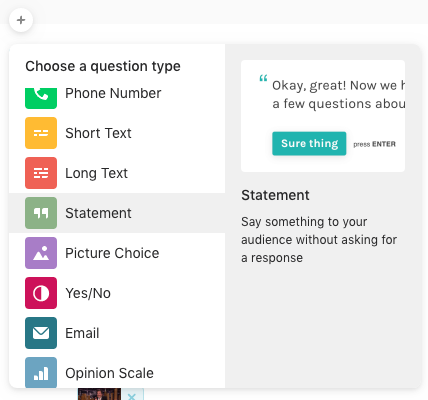 Choose a question type
Phone Number
Short Text
Long Text
Statement
Picture Choice
Yes/No
Email
Opinion Scale
“ Okay, great! Now we
a few questions abou
Sure thing
press ENTER
Statement
Say something to your
audience without asking for
a response